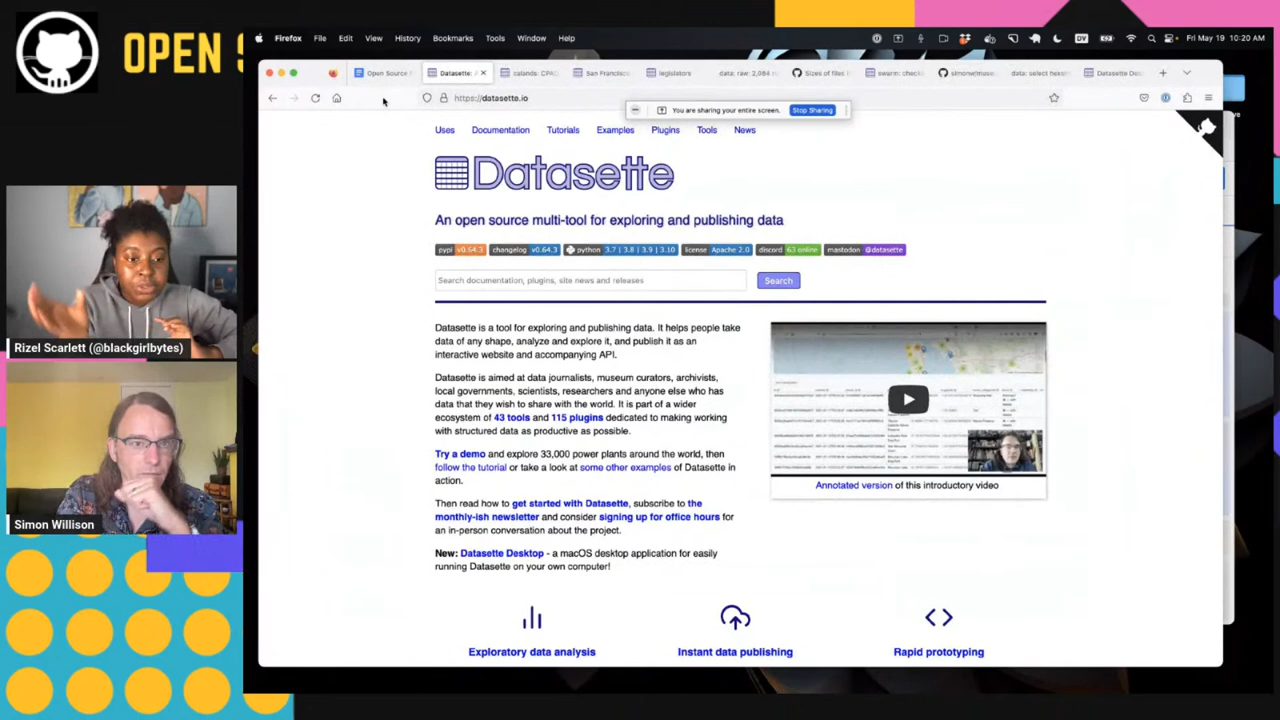 OPEN S
Firefox File Edit View History Bookmarks Tools Window Help
DV
Fri May 19 10:20 AM
Open Source F
Datasette:
calands: CPAD
San Francisc
legislators
data: raw: 2,084 r
Sizes of files i
swarm: check
simonw/muse
data: select hex
Datasette De
https://datasette.io
You are sharing your entire screen. Stop Sharing
Uses Documentation Tutorials Examples Plugins Tools News
Datasette
An open source multi-tool for exploring and publishing data
pypi v0.64.3 changelog v0.64.3 python 3.7 | 3.8 | 3.9 | 3.10 license Apache 2.0 discord 63 online mastodon @datasette
Search documentation, plugins, site news and releases Search
Datasette is a tool for exploring and publishing data. It helps people take
data of any shape, analyze and explore it, and publish it as an
interactive website and accompanying API.
Datasette is aimed at data journalists, museum curators, archivists,
local governments, scientists, researchers and anyone else who has
data that they wish to share with the world. It is part of a wider
ecosystem of 43 tools and 115 plugins dedicated to making working
with structured data as productive as possible.
Try a demo and explore 33,000 power plants around the world, then
follow the tutorial or take a look at some other examples of Datasette in
action.
Then read how to get started with Datasette, subscribe to the
monthly-ish newsletter and consider signing up for office hours for
an in-person conversation about the project.
New: Datasette Desktop - a macOS desktop application for easily
running Datasette on your own computer!
Annotated version of this introductory video
Exploratory data analysis
Instant data publishing
Rapid prototyping
Rizel Scarlett (@blackgirlbytes)
Simon Willison